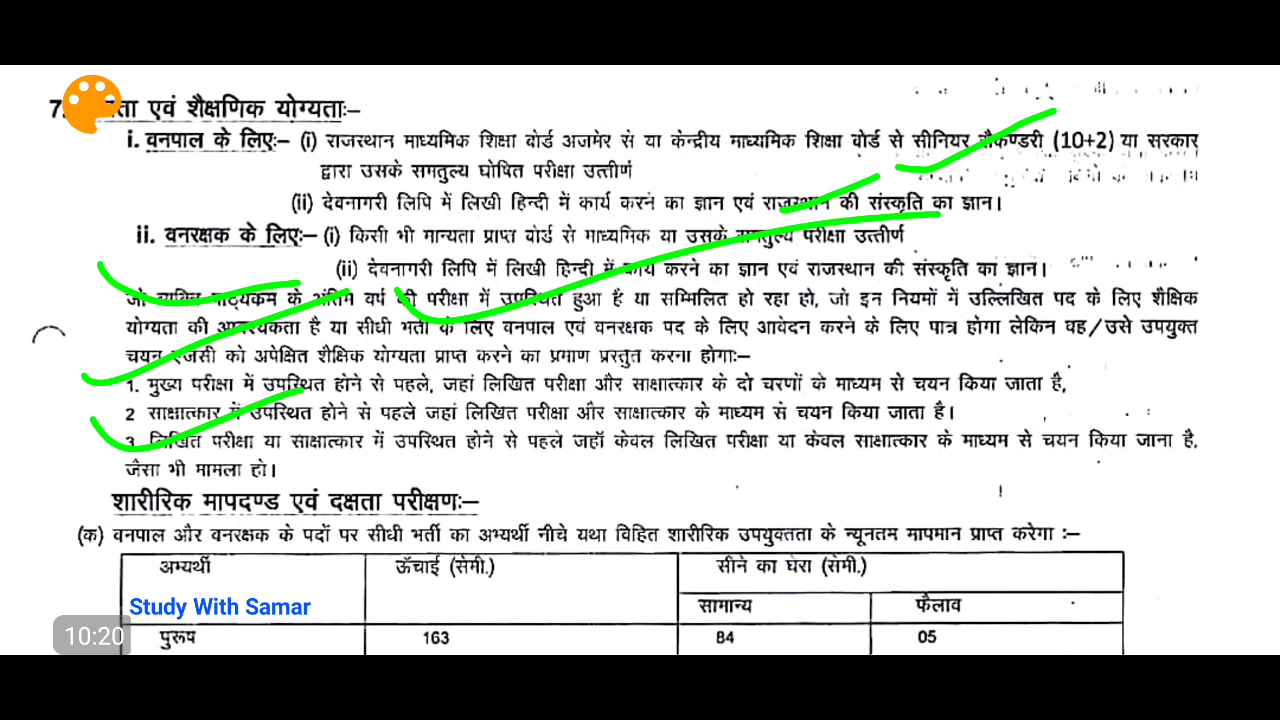 7. एवं शैक्षणिक योग्यताः–
i. वनपाल के लिएः– (i) राजस्थान माध्यमिक शिक्षा बोर्ड अजमेर से या केन्द्रीय माध्यमिक शिक्षा बोर्ड से सीनियर सैकण्डरी (10+2) या सरकार
द्वारा उसके समतुल्य घोषित परीक्षा उत्तीर्ण
(ii) देवनागरी लिपि में लिखी हिन्दी में कार्य करने का ज्ञान एवं राजस्थान की संस्कृति का ज्ञान।
ii. वनरक्षक के लिएः– (i) किसी भी मान्यता प्राप्त बोर्ड से माध्यमिक या उसके समतुल्य परीक्षा उत्तीर्ण
(ii) देवनागरी लिपि में लिखी हिन्दी में कार्य करने का ज्ञान एवं राजस्थान की संस्कृति का ज्ञान।
जो व्यक्ति पाठ्यकम के अंतिम वर्ष की परीक्षा में उपस्थित हुआ है या सम्मिलित हो रहा हो, जो इन नियमों में उल्लिखित पद के लिए शैक्षिक
योग्यता की आवश्यकता है या सीधी भर्ती के लिए वनपाल एवं वनरक्षक पद के लिए आवेदन करने के लिए पात्र होगा लेकिन वह/उसे उपयुक्त
चयन एजेंसी को अपेक्षित शैक्षिक योग्यता प्राप्त करने का प्रमाण प्रस्तुत करना होगाः–
1. मुख्य परीक्षा में उपस्थित होने से पहले, जहां लिखित परीक्षा और साक्षात्कार के दो चरणों के माध्यम से चयन किया जाता है,
2 साक्षात्कार में उपस्थित होने से पहले जहां लिखित परीक्षा और साक्षात्कार के माध्यम से चयन किया जाता है।
3. लिखित परीक्षा या साक्षात्कार में उपस्थित होने से पहले जहाँ केवल लिखित परीक्षा या केवल साक्षात्कार के माध्यम से चयन किया जाना है,
जैसा भी मामला हो।
शारीरिक मापदण्ड एवं दक्षता परीक्षणः–
(क) वनपाल और वनरक्षक के पदों पर सीधी भर्ती का अभ्यर्थी नीचे यथा विहित शारीरिक उपयुक्तता के न्यूनतम मापमान प्राप्त करेगा :–
अभ्यर्थी ऊँचाई (सेमी.) सीने का घेरा (सेमी.)
Study With Samar सामान्य फैलाव
10:20 पुरूष 163 84 05